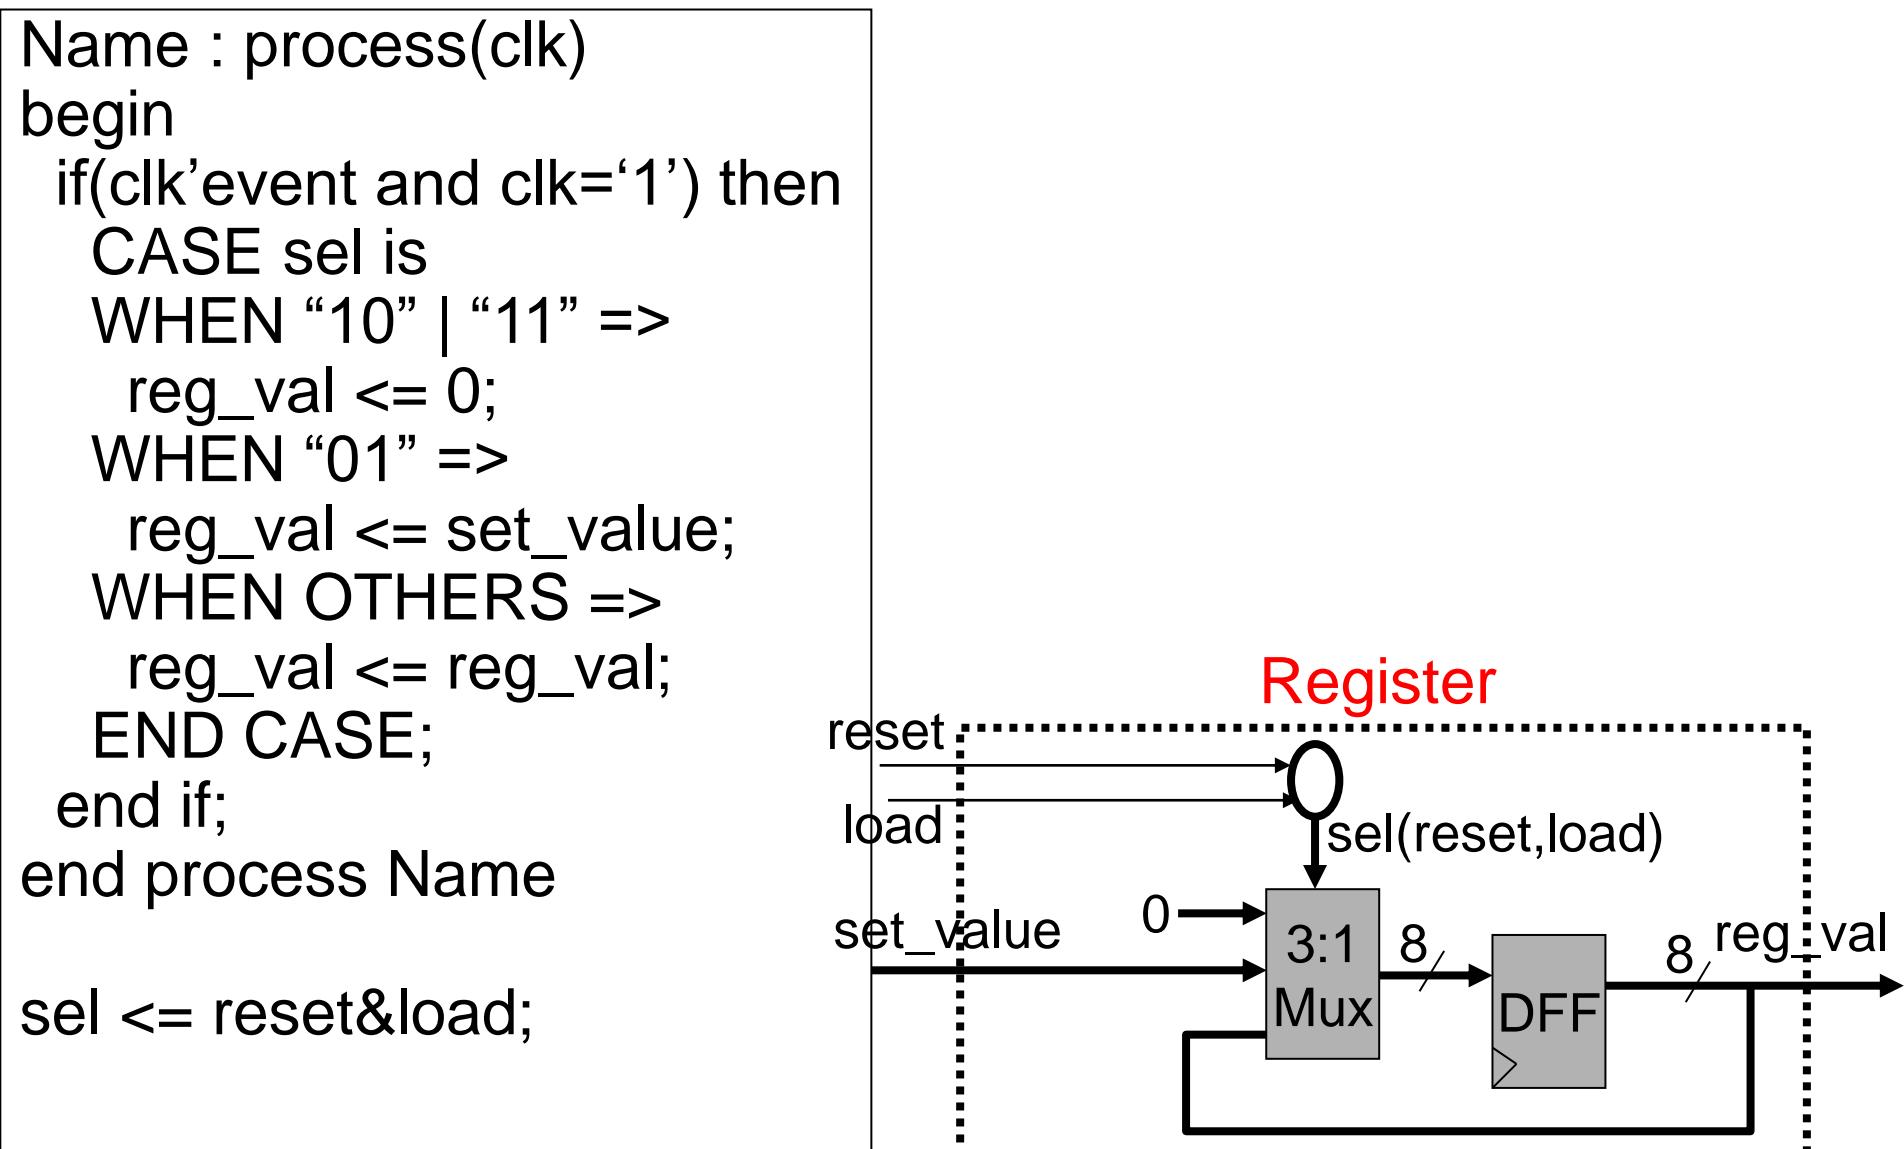 Name : process(clk)
begin
if(clk’event and clk=‘1’) then
CASE sel is
WHEN “10” | “11” =>
reg_val <= 0;
WHEN “01” =>
reg_val <= set_value;
WHEN OTHERS =>
reg_val <= reg_val;
END CASE;
end if;
end process Name
sel <= reset&load;
Register
reset
load
sel(reset,load)
set_value
0
3:1
Mux
8
DFF
8
reg_val